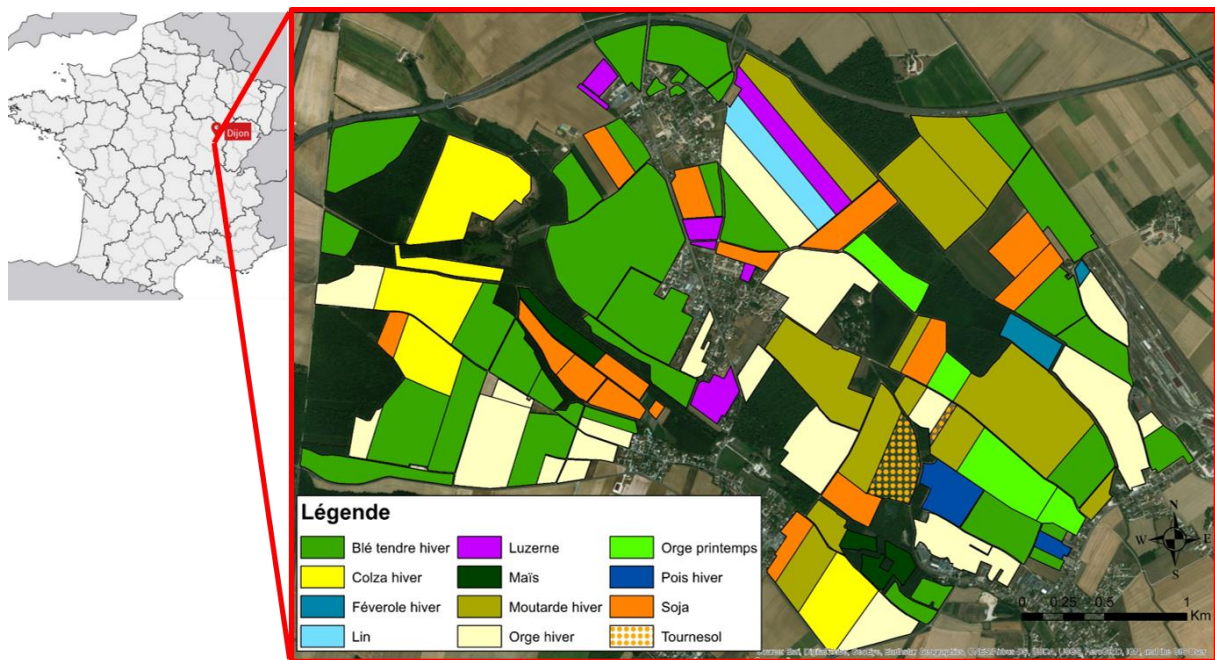 Dijon
Légende
Blé tendre hiver
Luzerne
Orge printemps
Colza hiver
Maïs
Pois hiver
Féverole hiver
Moutarde hiver
Soja
Lin
Orge hiver
Tournesol
N
W E
S
0 0,25 0,5 1
Km